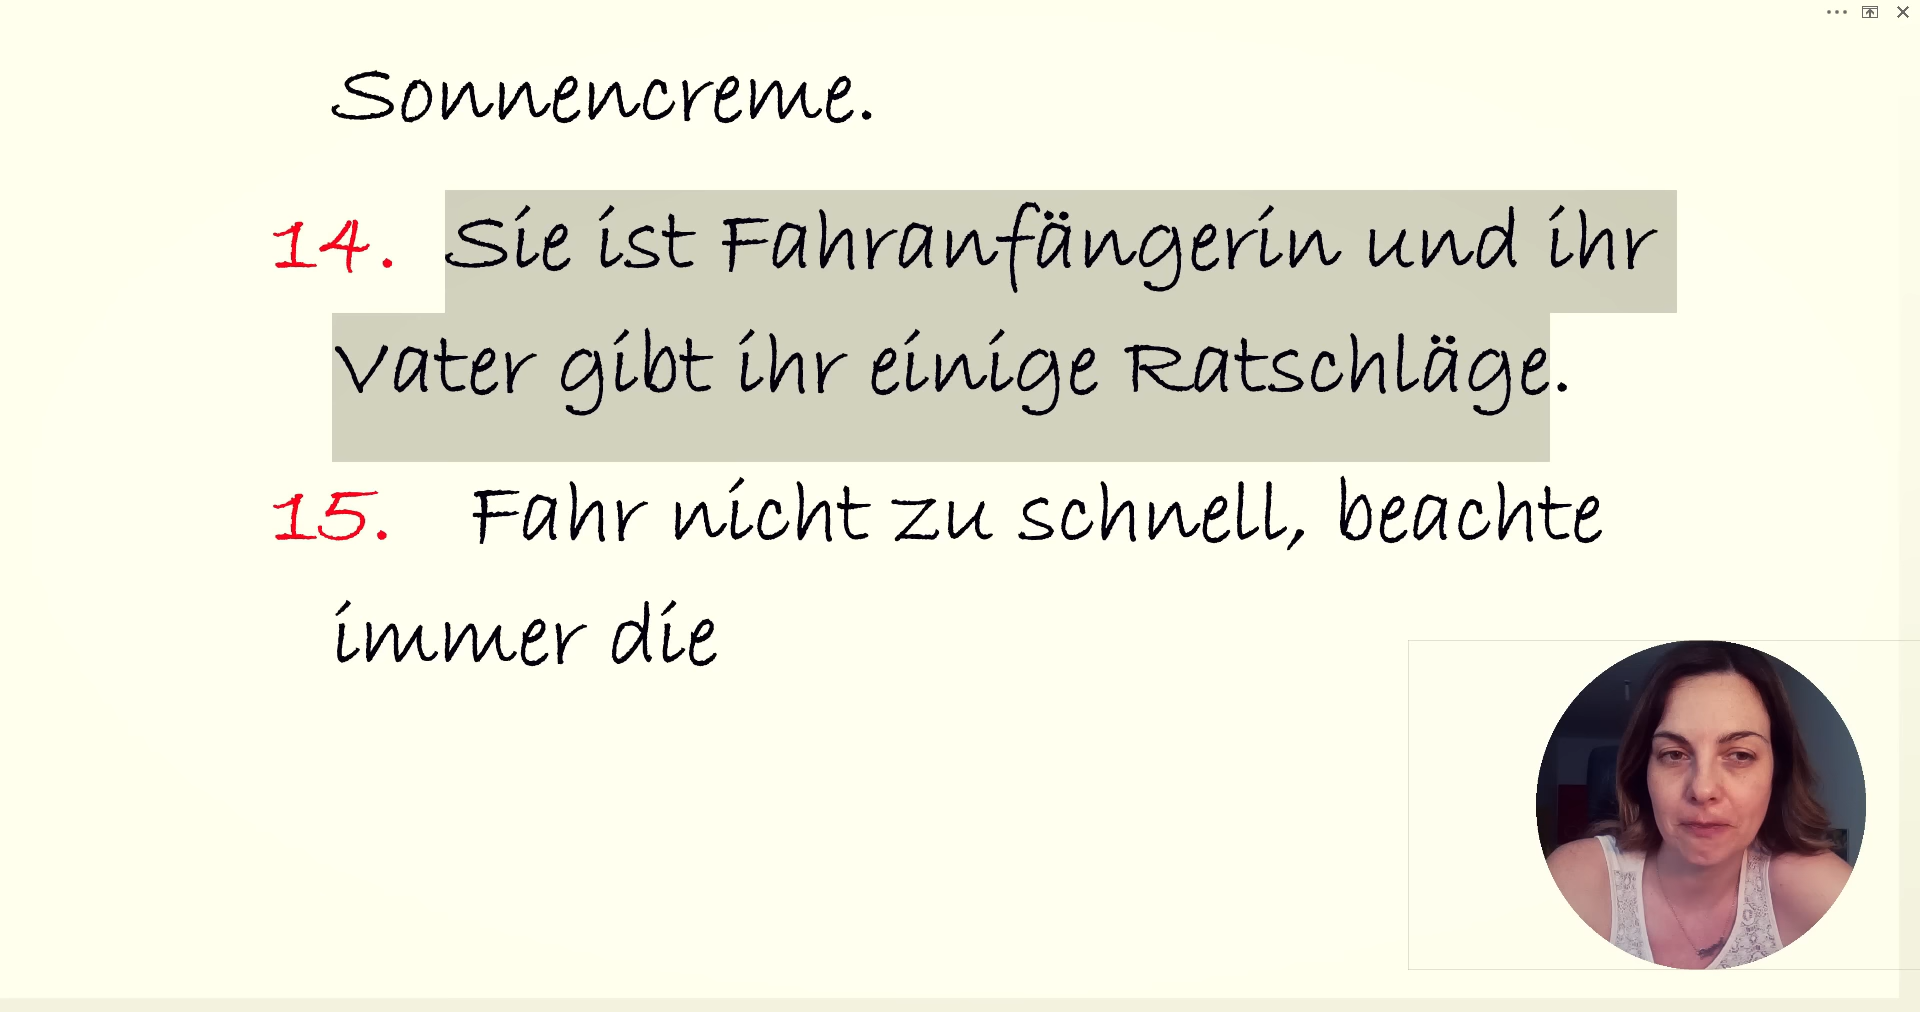 Sonnencreme.
14. Sie ist Fahranfängerin und ihr
Vater gibt ihr einige Ratschläge.
15. Fahr nicht zu schnell, beachte
immer die